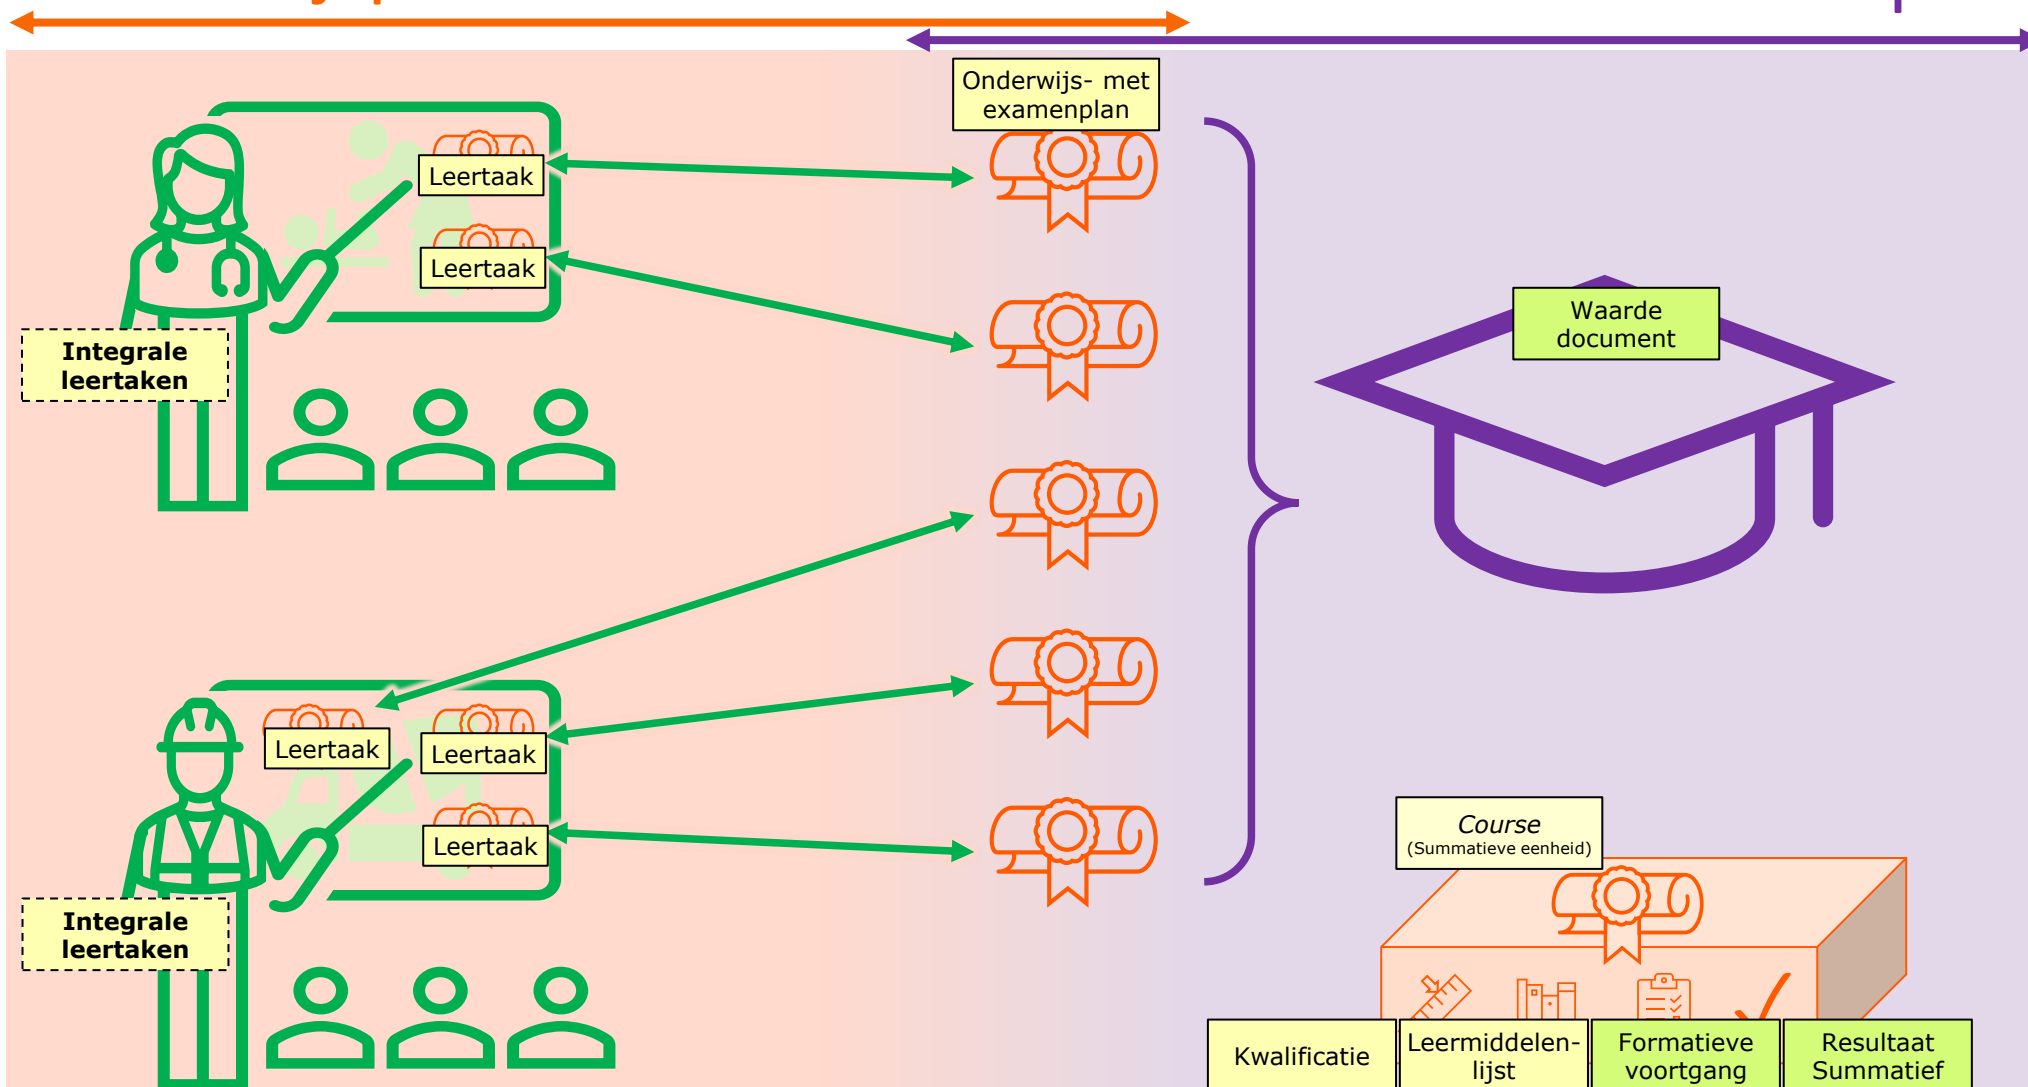 Onderwijs- met
examenplan
Leertaak
Leertaak
Waarde
document
Integrale
leertaken
Leertaak
Leertaak
Leertaak
Course
(Summatieve eenheid)
Integrale
leertaken
Kwalificatie
Leermiddelen-
lijst
Formatieve
voortgang
Resultaat
Summatief